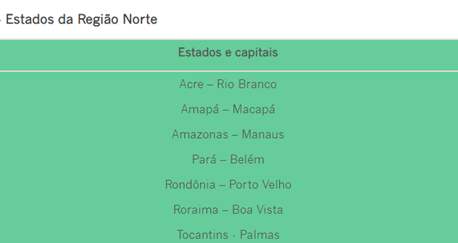 · Estados da Região Norte
Estados e capitais
Acre – Rio Branco
Amapá – Macapá
Amazonas – Manaus
Pará – Belém
Rondônia – Porto Velho
Roraima – Boa Vista
Tocantins - Palmas